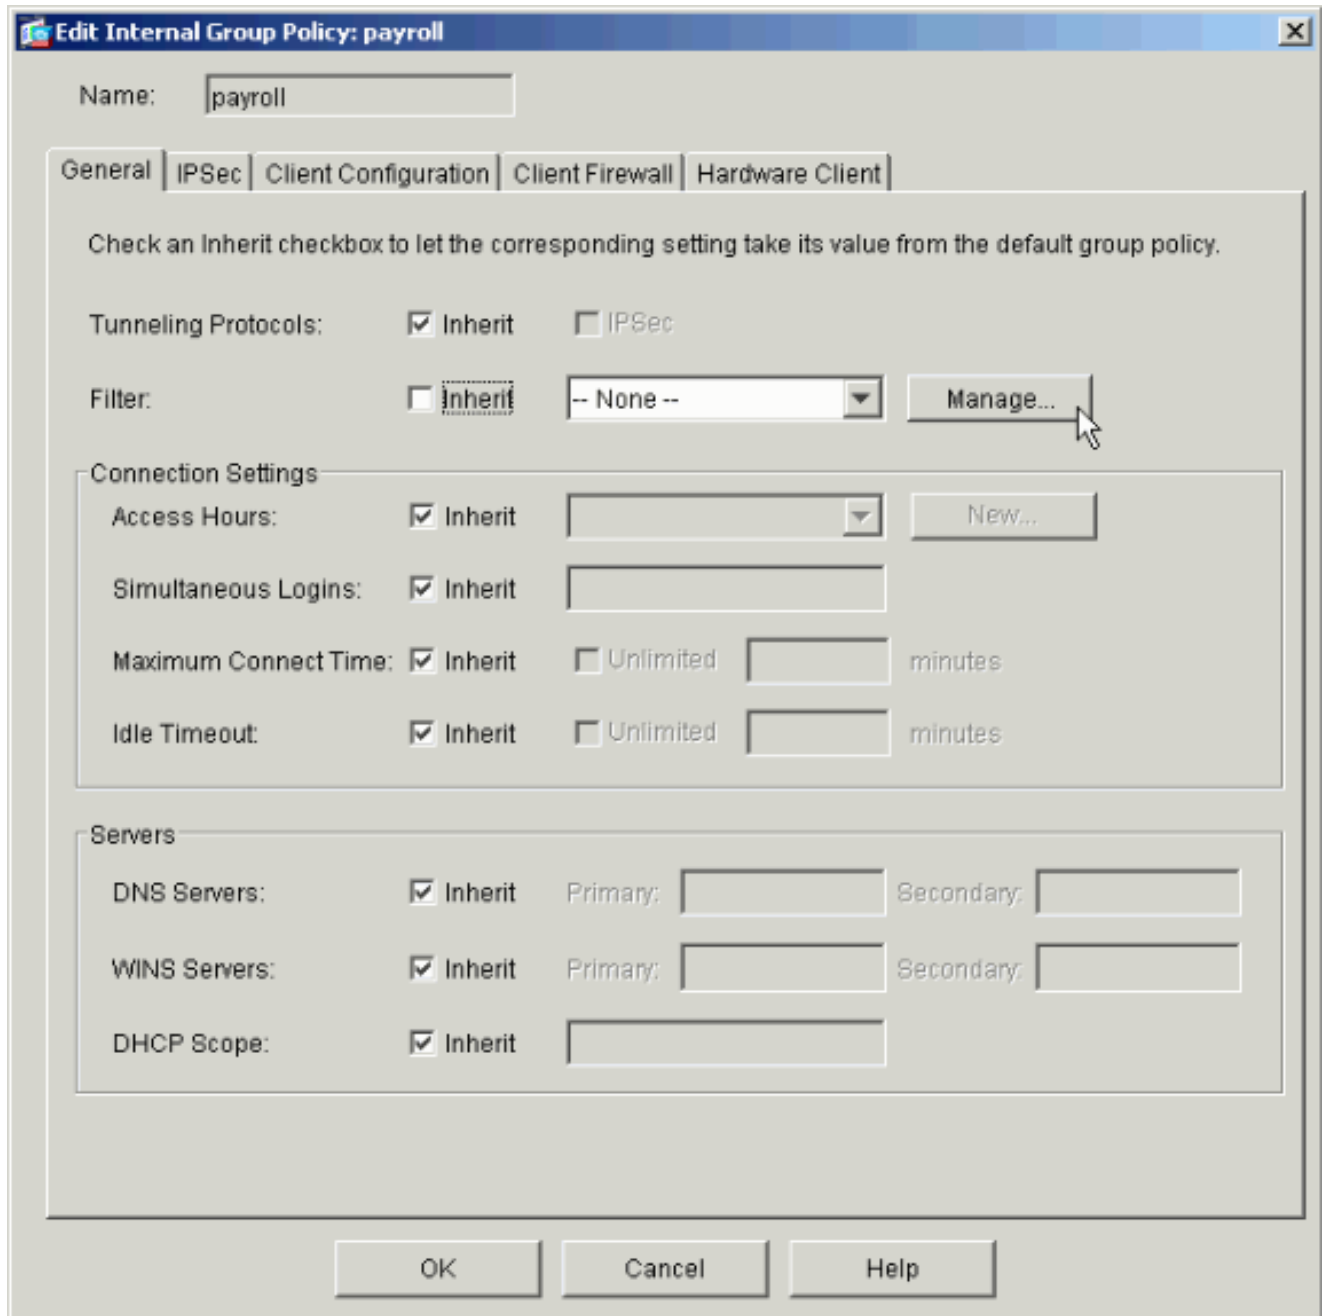 Edit Internal Group Policy: payroll
Name: payroll
General IPSec Client Configuration Client Firewall Hardware Client
Check an Inherit checkbox to let the corresponding setting take its value from the default group policy.
Tunneling Protocols: Inherit IPSec
Filter: Inherit -- None -- Manage...
Connection Settings
Access Hours: Inherit New...
Simultaneous Logins: Inherit
Maximum Connect Time: Inherit Unlimited minutes
Idle Timeout: Inherit Unlimited minutes
Servers
DNS Servers: Inherit Primary: Secondary:
WINS Servers: Inherit Primary: Secondary:
DHCP Scope: Inherit
OK Cancel Help